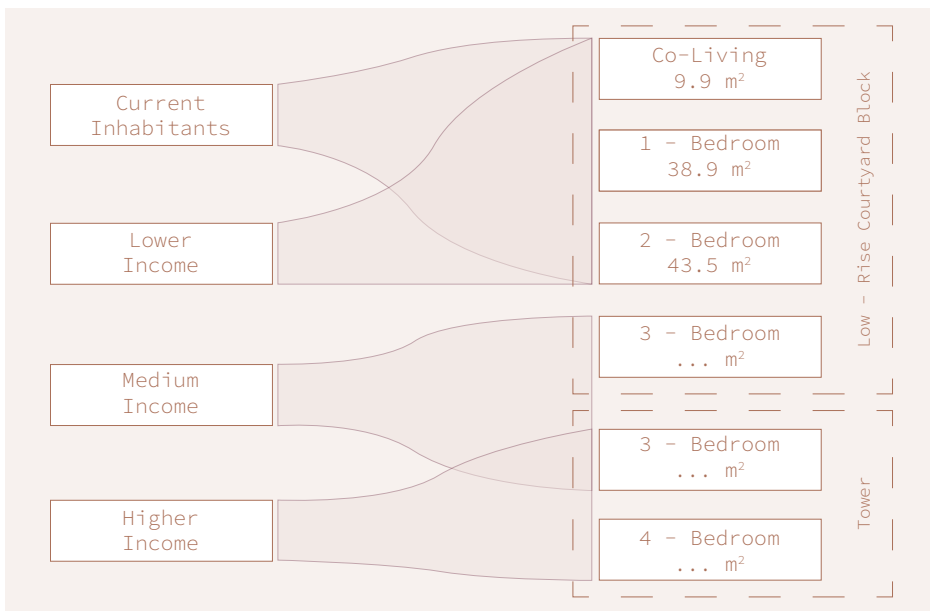 Current
Inhabitants
Lower
Income
Medium
Income
Higher
Income
Co-Living
9.9 m²
1 - Bedroom
38.9 m²
2 - Bedroom
43.5 m²
3 - Bedroom
... m²
3 - Bedroom
... m²
4 - Bedroom
... m²
Low - Rise Courtyard Block
Tower